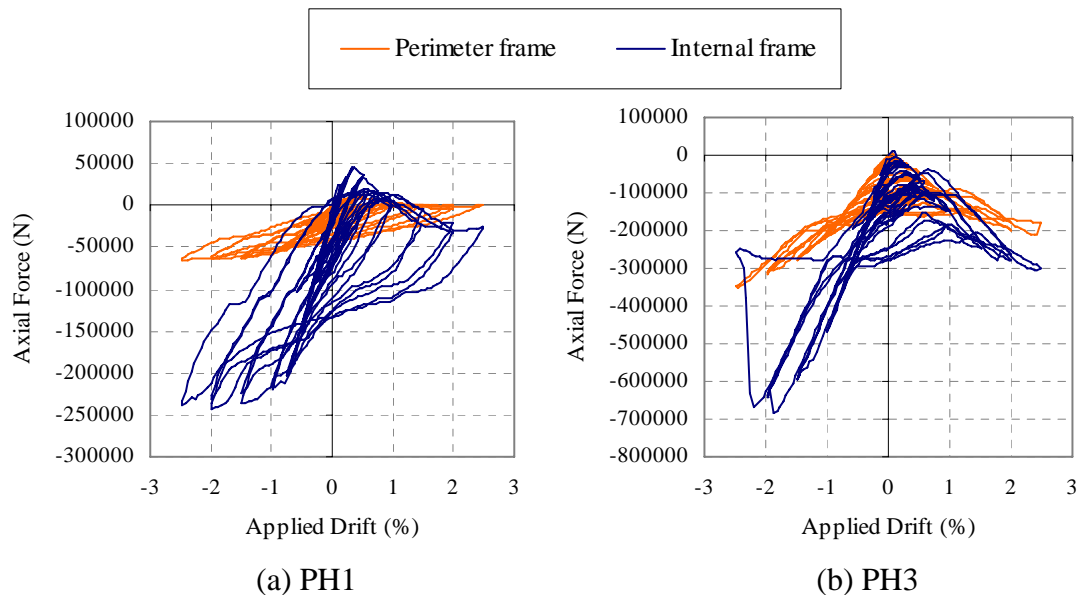 Perimeter frame
Internal frame
Axial Force (N)
100000
50000
0
-50000
-100000
-150000
-200000
-250000
-300000
-3 -2 -1 0 1 2 3
Applied Drift (%)
(a) PH1
Axial Force (N)
100000
0
-100000
-200000
-300000
-400000
-500000
-600000
-700000
-800000
-3 -2 -1 0 1 2 3
Applied Drift (%)
(b) PH3